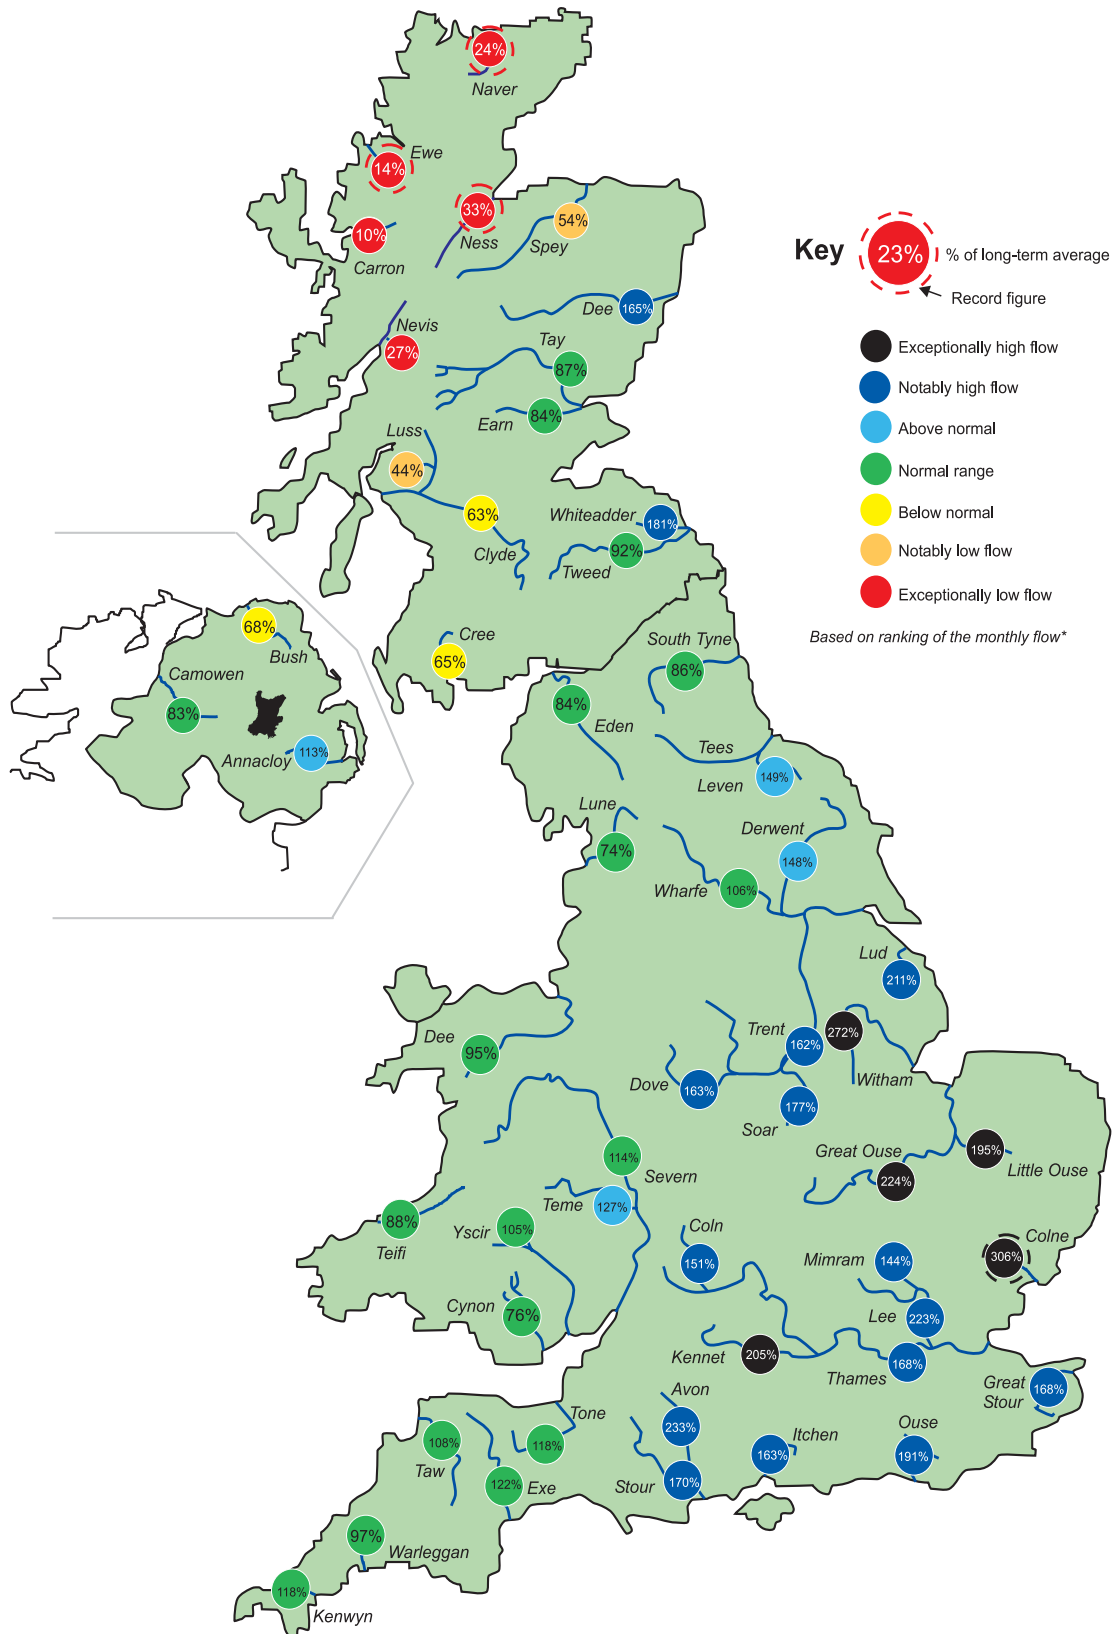 24%
Naver
Ewe
14%
33%
Ness
54%
Spey
10%
Carron
Key
23%
% of long-term average
Record figure
Dee
165%
Nevis
27%
Tay
87%
84%
Earn
Exceptionally high flow
Notably high flow
Above normal
Normal range
Below normal
Notably low flow
Exceptionally low flow
Based on ranking of the monthly flow*
Luss
44%
63%
Clyde
Whiteadder
181%
92%
Tweed
Cree
65%
68%
Bush
Camowen
83%
Annacloy
113%
South Tyne
86%
84%
Eden
Tees
Leven
149%
Lune
74%
Derwent
148%
Wharfe
106%
Lud
211%
Dee
95%
Trent
162%
272%
Witham
Dove
163%
177%
Soar
Great Ouse
224%
195%
Little Ouse
114%
Severn
Teme
127%
88%
Teifi
Yscir
105%
Coln
151%
Mimram
144%
Colne
306%
Cynon
76%
Lee
223%
Kennet
205%
Thames
168%
Great
Stour
168%
Avon
233%
Tone
118%
108%
Taw
122%
Exe
Stour
170%
Itchen
163%
Ouse
191%
97%
Warleggan
118%
Kenwyn